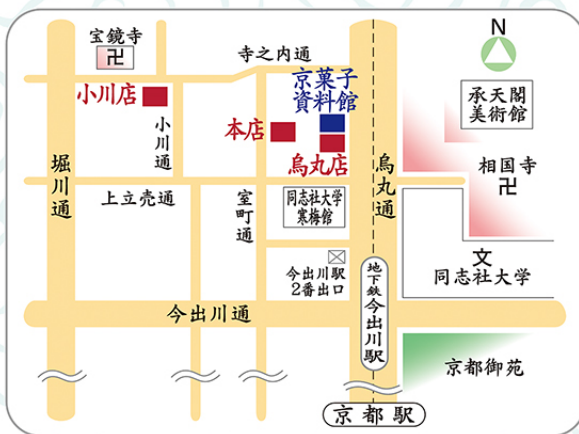 宝鏡寺
卍
寺之内通
N
京菓子
資料館
承天閣
美術館
小川店
小川通
本店
烏丸店
堀川通
烏丸通
相国寺
卍
上立売通
室町通
同志社大学
寒梅館
今出川駅
2番出口
地下鉄今出川駅
文
同志社大学
今出川通
京都御苑
京都駅